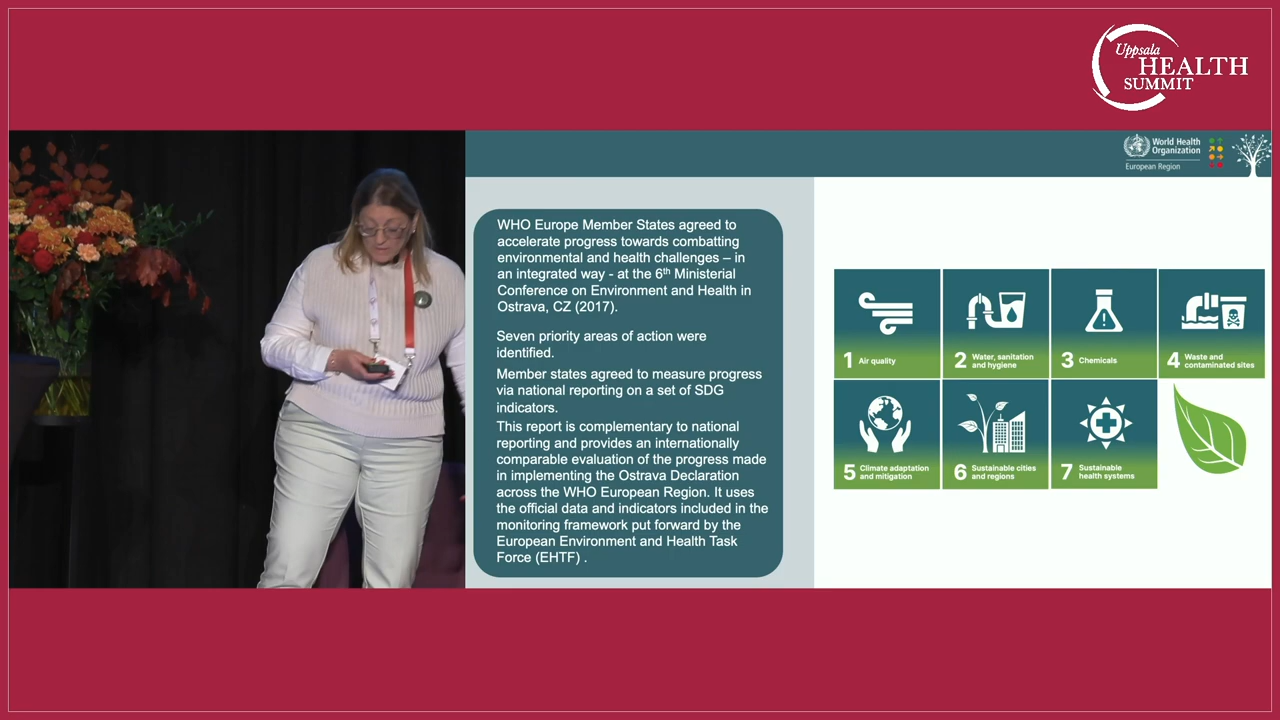 Uppsala
HEALTH
SUMMIT
World Health
Organization
European Region
WHO Europe Member States agreed to
accelerate progress towards combatting
environmental and health challenges – in
an integrated way - at the 6th Ministerial
Conference on Environment and Health in
Ostrava, CZ (2017).
Seven priority areas of action were
identified.
Member states agreed to measure progress
via national reporting on a set of SDG
indicators.
This report is complementary to national
reporting and provides an internationally
comparable evaluation of the progress made
in implementing the Ostrava Declaration
across the WHO European Region. It uses
the official data and indicators included in the
monitoring framework put forward by the
European Environment and Health Task
Force (EHTF) .
1 Air quality
2 Water, sanitation
and hygiene
3 Chemicals
4 Waste and
contaminated sites
5 Climate adaptation
and mitigation
6 Sustainable cities
and regions
7 Sustainable
health systems